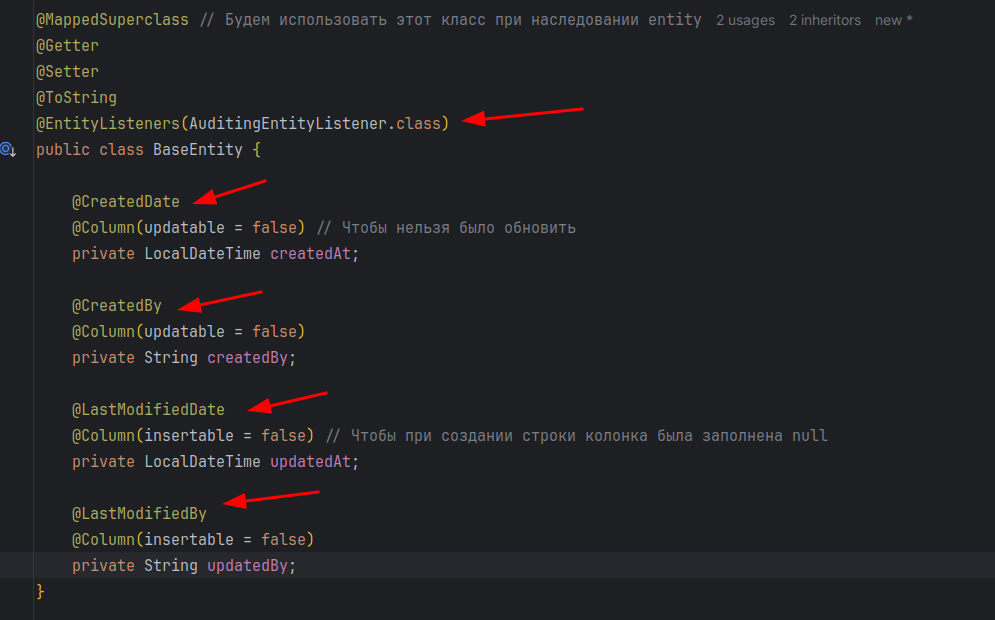 @MappedSuperclass // Будем использовать этот класс при наследовании entity 2 usages 2 inheritors new *
@Getter
@Setter
@ToString
@EntityListeners(AuditingEntityListener.class)
public class BaseEntity {
@CreatedDate
@Column(updatable = false) // Чтобы нельзя было обновить
private LocalDateTime createdAt;
@CreatedBy
@Column(updatable = false)
private String createdBy;
@LastModifiedDate
@Column(insertable = false) // Чтобы при создании строки колонка была заполнена null
private LocalDateTime updatedAt;
@LastModifiedBy
@Column(insertable = false)
private String updatedBy;
}